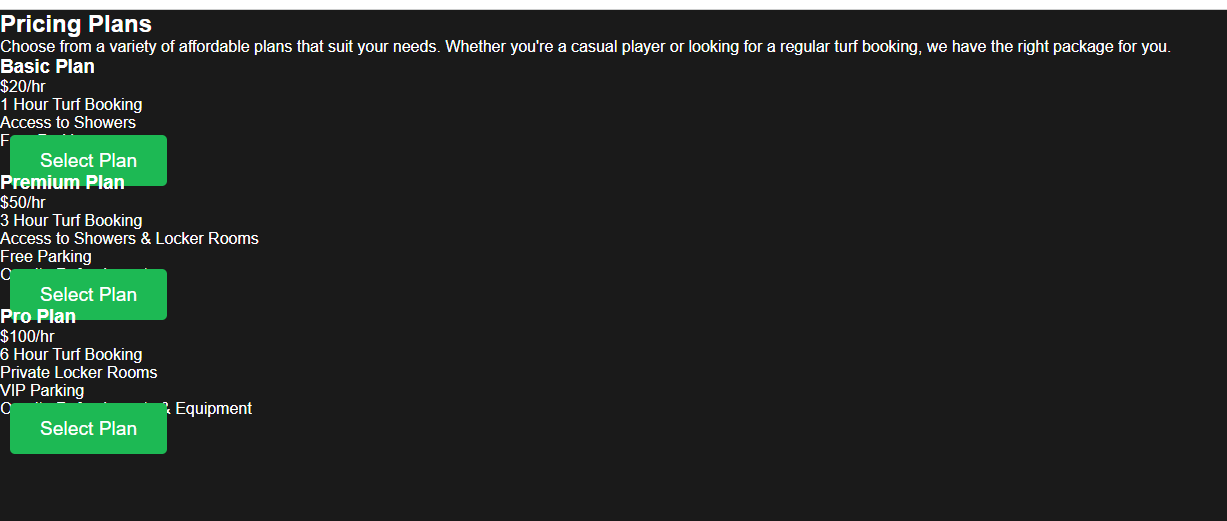 Pricing Plans
Choose from a variety of affordable plans that suit your needs. Whether you're a casual player or looking for a regular turf booking, we have the right package for you.
Basic Plan
$20/hr
1 Hour Turf Booking
Access to Showers
Select Plan
Premium Plan
$50/hr
3 Hour Turf Booking
Access to Showers & Locker Rooms
Free Parking
Select Plan
Pro Plan
$100/hr
6 Hour Turf Booking
Private Locker Rooms
VIP Parking
& Equipment
Select Plan